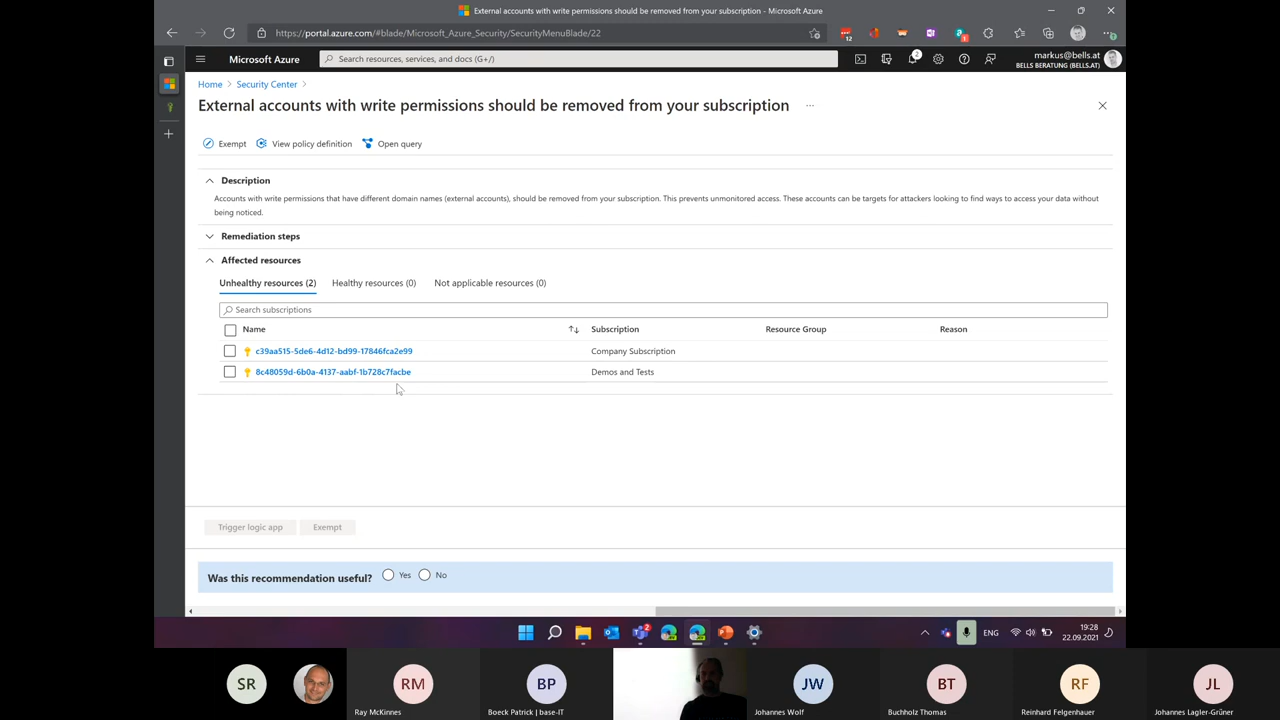 External accounts with write permissions should be removed from your subscription - Microsoft Azure
https://portal.azure.com/#blade/Microsoft_Azure_Security/SecurityMenuBlade/22
12
1
Microsoft Azure
Search resources, services, and docs (G+/)
2
markus@bells.at
BELLS BERATUNG (BELLS.AT)
Home > Security Center >
External accounts with write permissions should be removed from your subscription ...
Exempt View policy definition Open query
Description
Accounts with write permissions that have different domain names (external accounts), should be removed from your subscription. This prevents unmonitored access. These accounts can be targets for attackers looking to find ways to access your data without
being noticed.
Remediation steps
Affected resources
Unhealthy resources (2) Healthy resources (0) Not applicable resources (0)
Search subscriptions
Name Subscription Resource Group Reason
c39aa515-5de6-4d12-bd99-17846fca2e99 Company Subscription
8c48059d-6b0a-4137-aabf-1b728c7facbe Demos and Tests
Trigger logic app Exempt
Was this recommendation useful? Yes No
2
ENG
19:28
22.09.2021
SR
RM
BP
JW
BT
RF
JL
Ray McKinnes
Boeck Patrick | base-IT
Johannes Wolf
Buchholz Thomas
Reinhard Felgenhauer
Johannes Lagler-Grüner